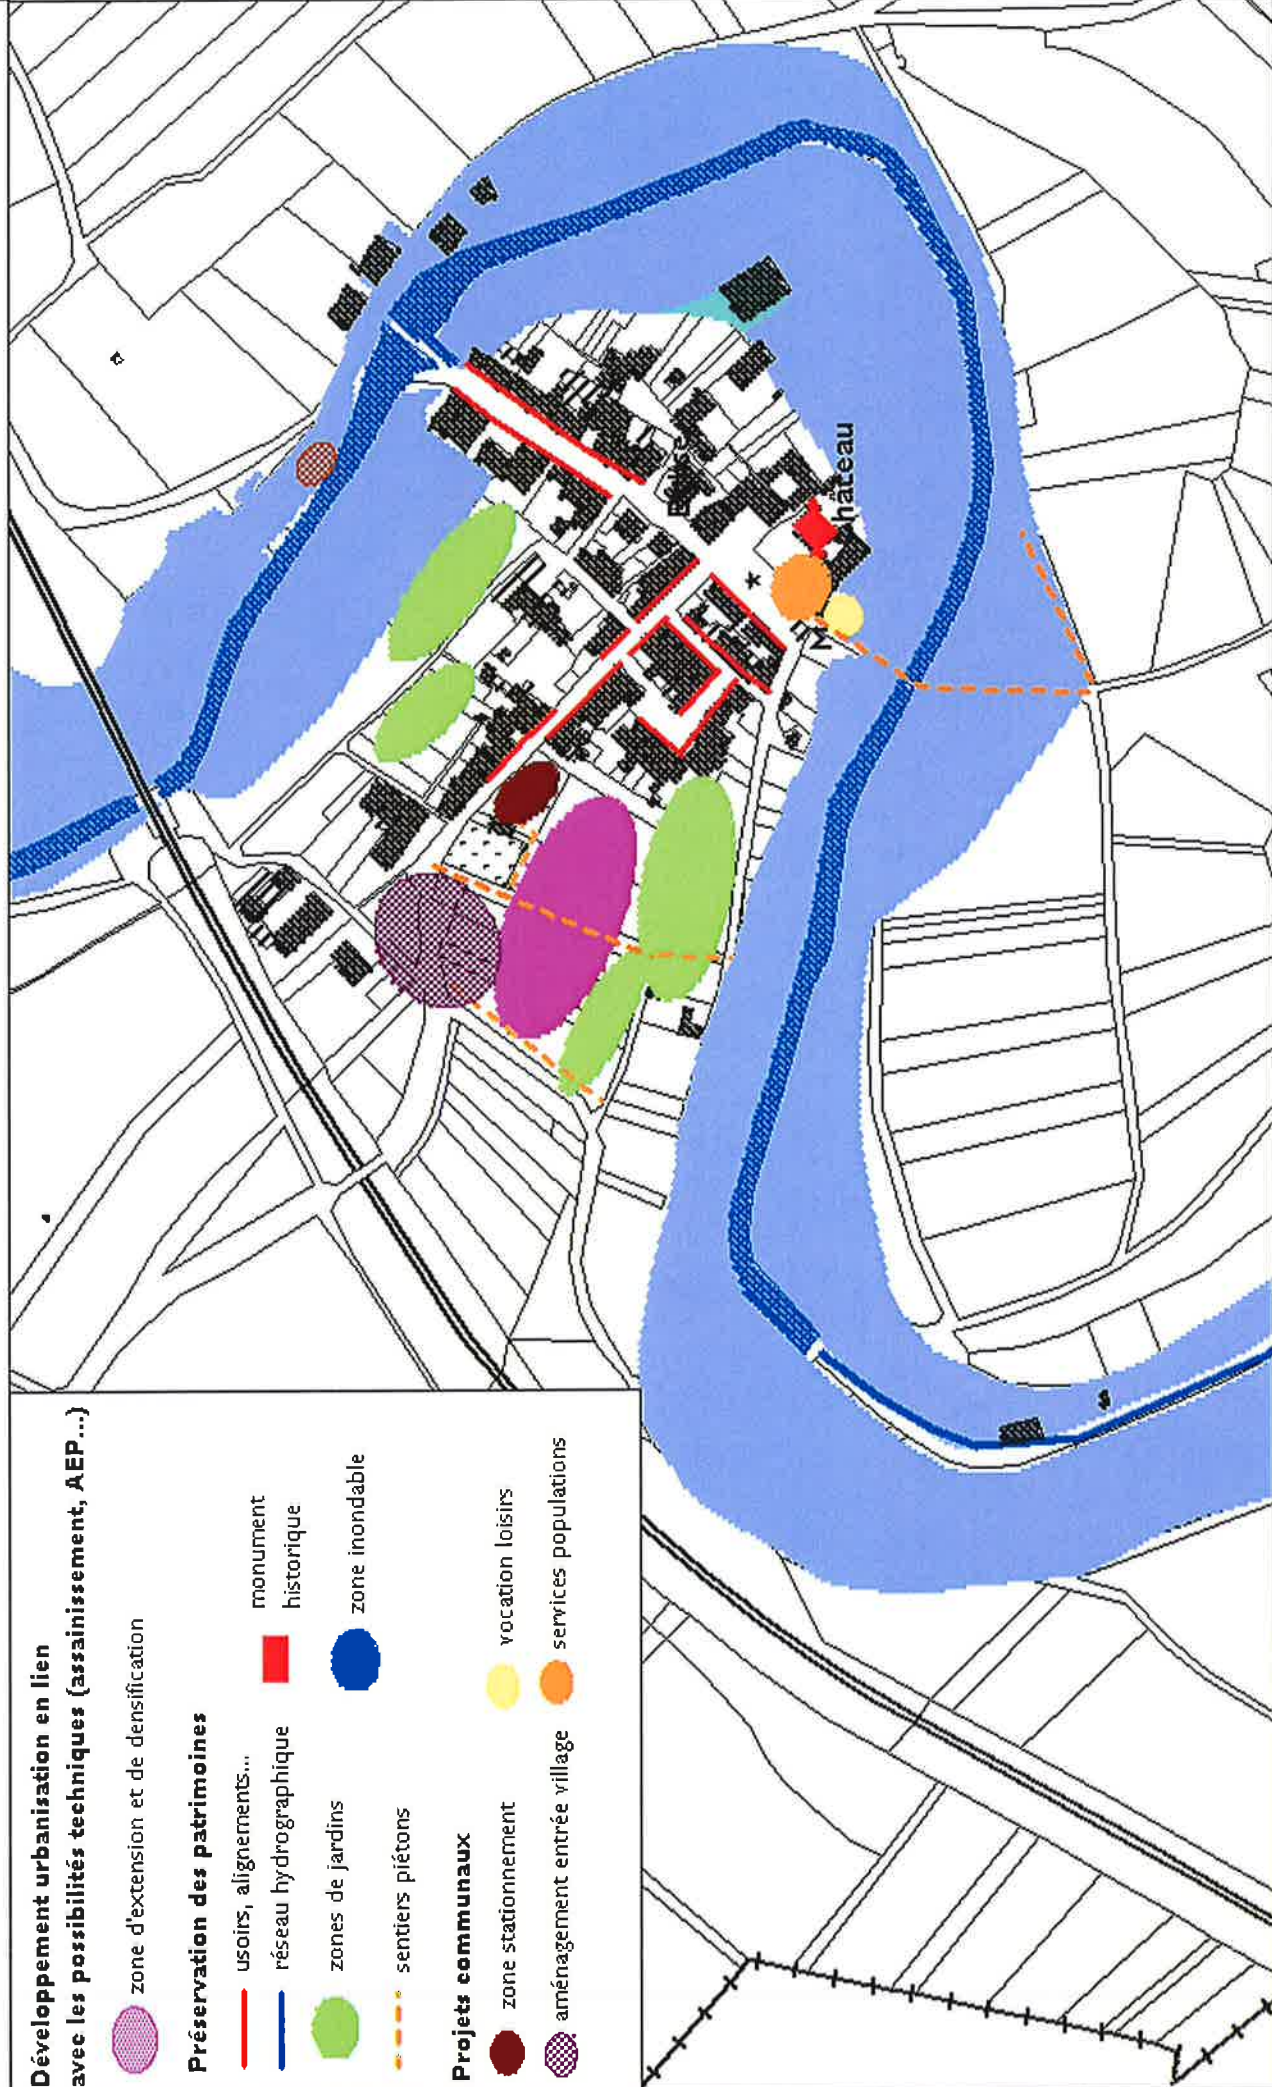 Développement urbanisation en lien
avec les possibilités techniques (assainissement, AEP...)
zone d'extension et de densification
Préservation des patrimoines
usoirs, alignements...
réseau hydrographique
monument
historique
zones de jardins
zone inondable
sentiers piétons
Projets communaux
zone stationnement
vocation loisirs
aménagement entrée village
services populations
hâteau
M